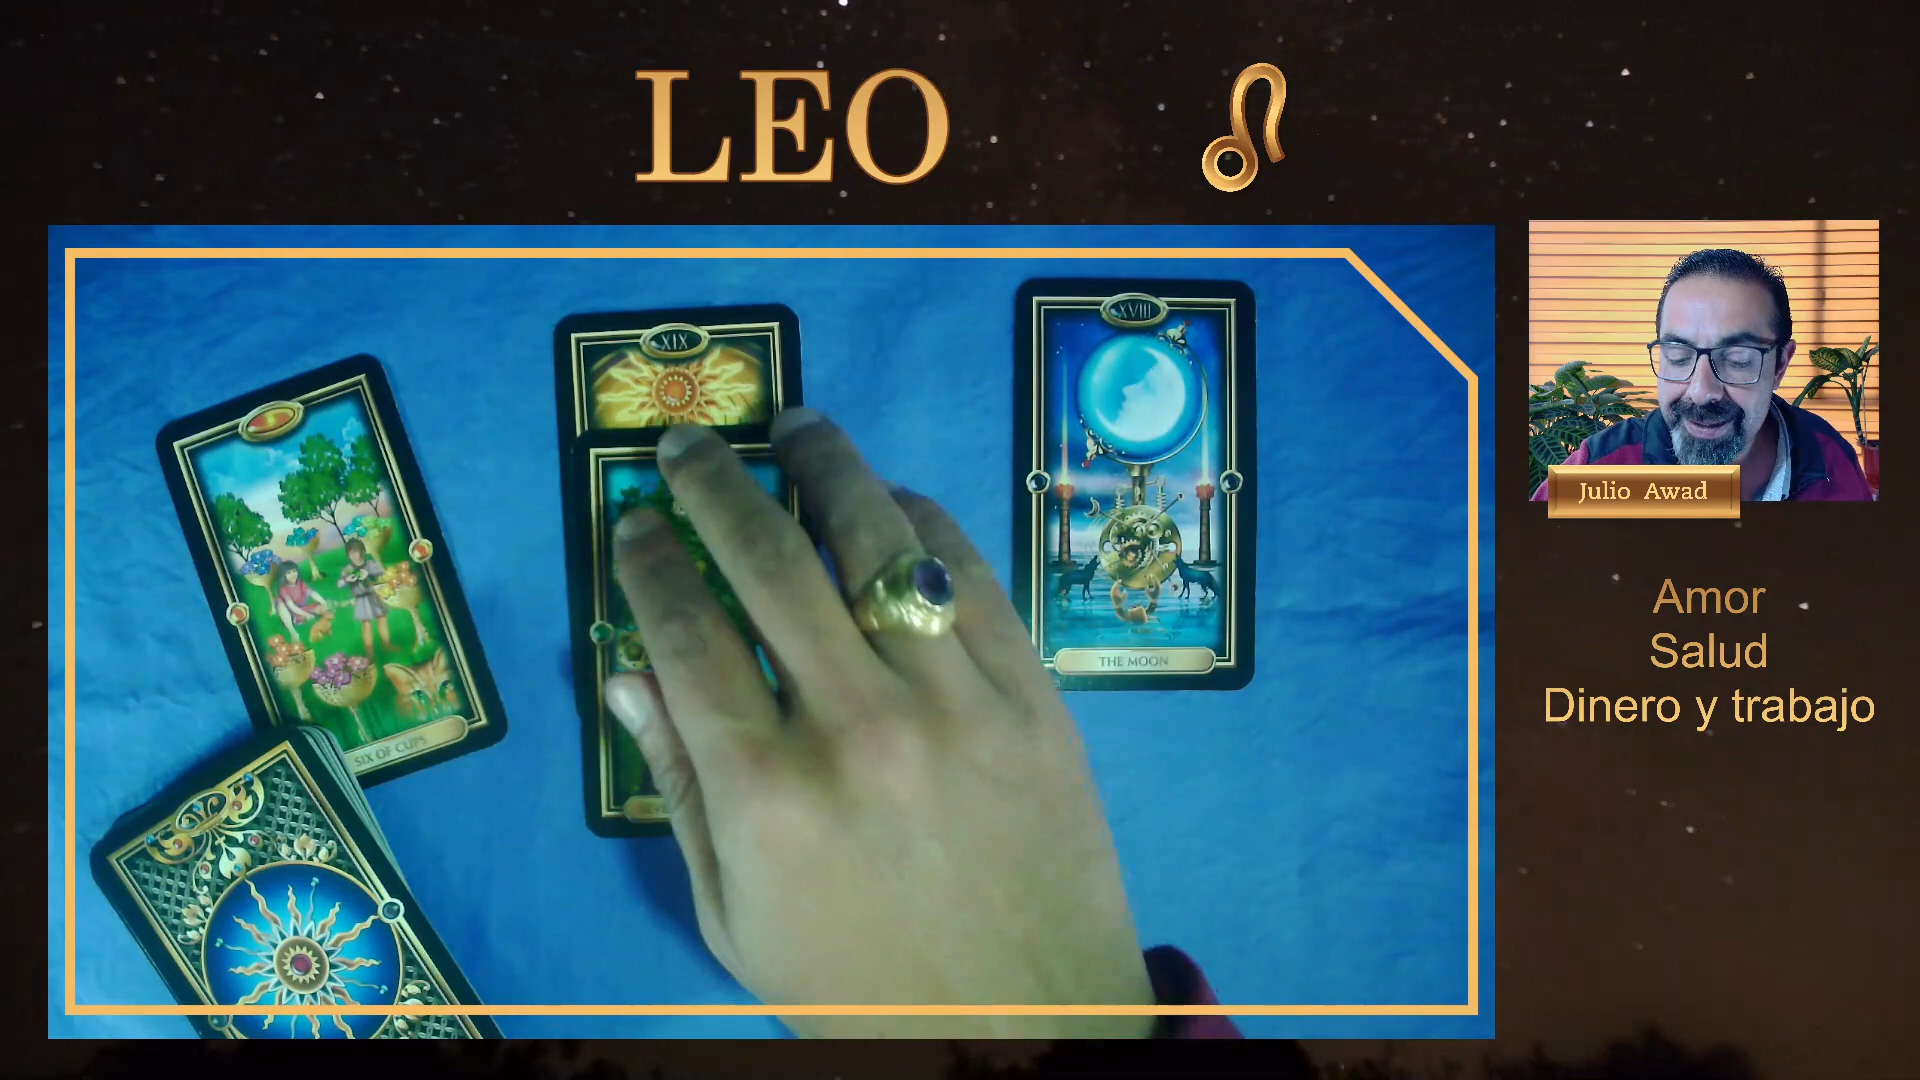 LEO
XIX
XVIII
Julio Awad
SIX OF CUPS
THE MOON
Amor
Salud
Dinero y trabajo